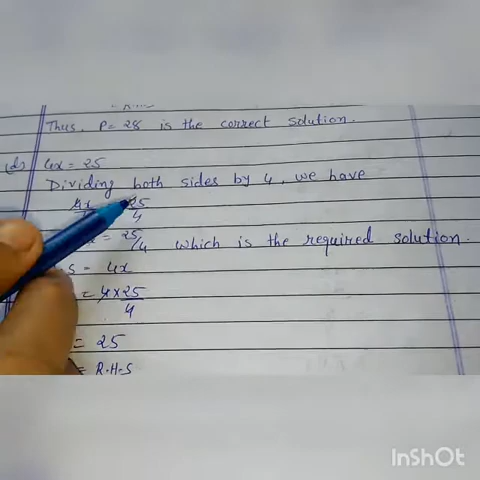 R.H.S
Thus, P = 28 is the correct solution.
(d) 4x = 25
Dividing both sides by 4, we have
4x 25
4
= 25/4 which is the required solution.
S = 4x
= 4 × 25/4
= 25
= R.H.S
InShOt